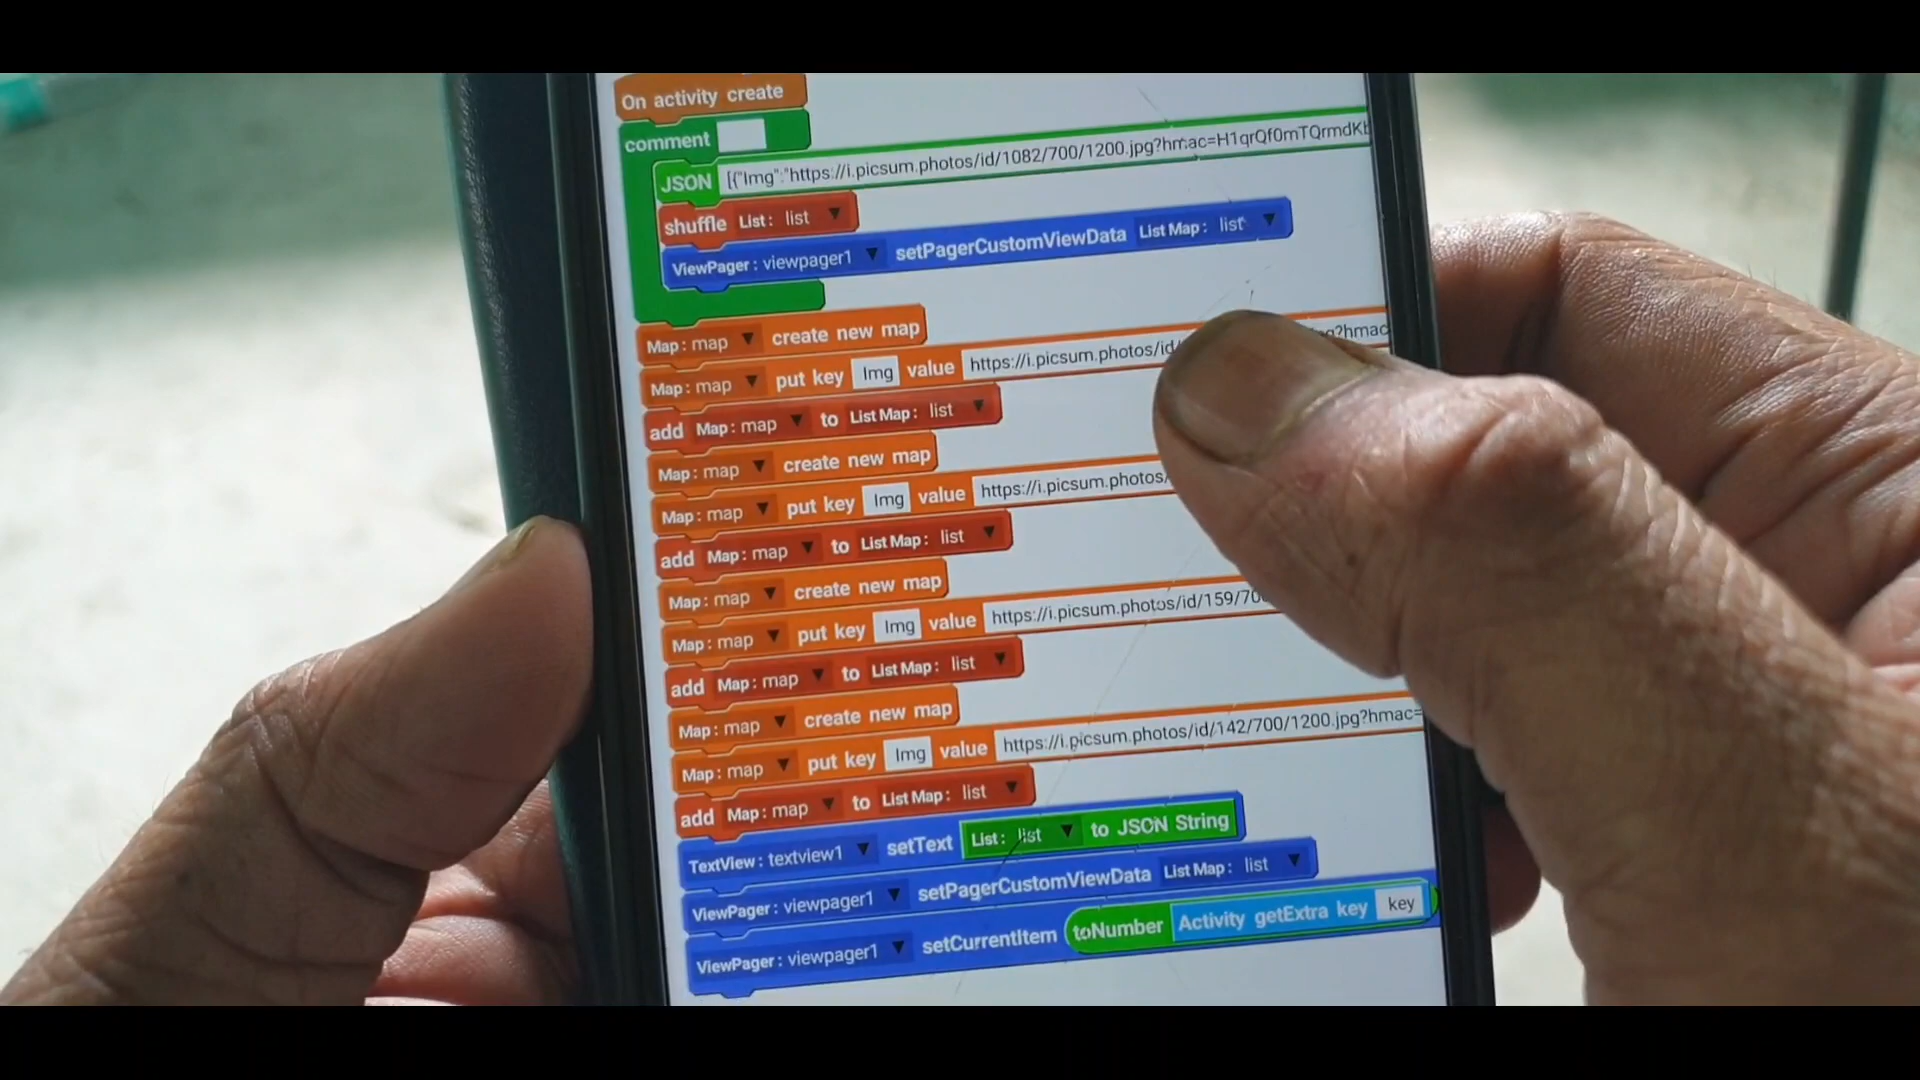 On activity create
comment
JSON [{"Img":"https://i.picsum.photos/id/1082/700/1200.jpg?hmac=H1qrQf0mTQrmdKb
shuffle List: list
ViewPager: viewpager1 setPagerCustomViewData List Map: list
Map: map create new map
Map: map put key Img value https://i.picsum.photos/id/ ?hmac
add Map: map to List Map: list
Map: map create new map
Map: map put key Img value https://i.picsum.photos/
add Map: map to List Map: list
Map: map create new map
Map: map put key Img value https://i.picsum.photos/id/159/70
add Map: map to List Map: list
Map: map create new map
Map: map put key Img value https://i.picsum.photos/id/142/700/1200.jpg?hmac=
add Map: map to List Map: list
TextView: textview1 setText List: list to JSON String
ViewPager: viewpager1 setPagerCustomViewData List Map: list
ViewPager: viewpager1 setCurrentItem toNumber Activity getExtra key key